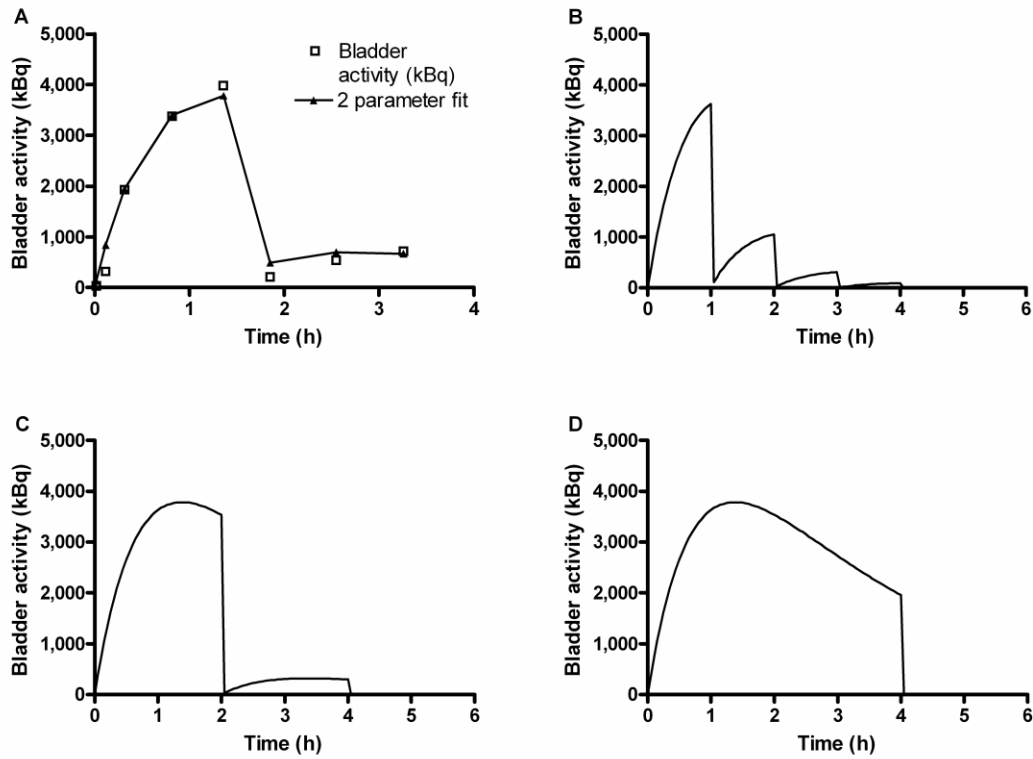 A
5,000
4,000
3,000
2,000
1,000
0
Bladder activity (kBq)
0 1 2 3 4
Time (h)
Bladder
activity (kBq)
2 parameter fit
B
5,000
4,000
3,000
2,000
1,000
0
Bladder activity (kBq)
0 1 2 3 4 5 6
Time (h)
C
5,000
4,000
3,000
2,000
1,000
0
Bladder activity (kBq)
0 1 2 3 4 5 6
Time (h)
D
5,000
4,000
3,000
2,000
1,000
0
Bladder activity (kBq)
0 1 2 3 4 5 6
Time (h)